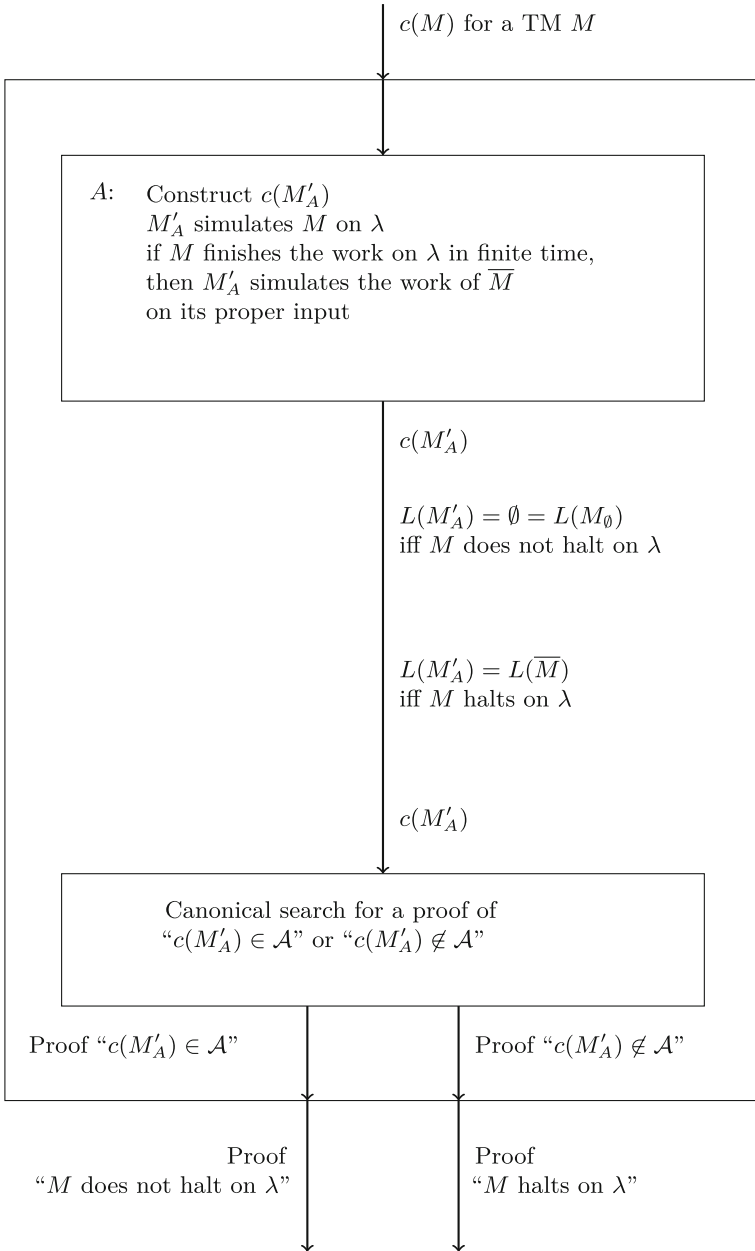 c(M) for a TM M
A: Construct c(M′_A)
M′_A simulates M on λ
if M finishes the work on λ in finite time,
then M′_A simulates the work of M̅
on its proper input
c(M′_A)
L(M′_A) = ∅ = L(M_∅)
iff M does not halt on λ
L(M′_A) = L(M̅)
iff M halts on λ
c(M′_A)
Canonical search for a proof of
“c(M′_A) ∈ 𝒜” or “c(M′_A) ∉ 𝒜”
Proof “c(M′_A) ∈ 𝒜”
Proof “c(M′_A) ∉ 𝒜”
Proof
“M does not halt on λ”
Proof
“M halts on λ”